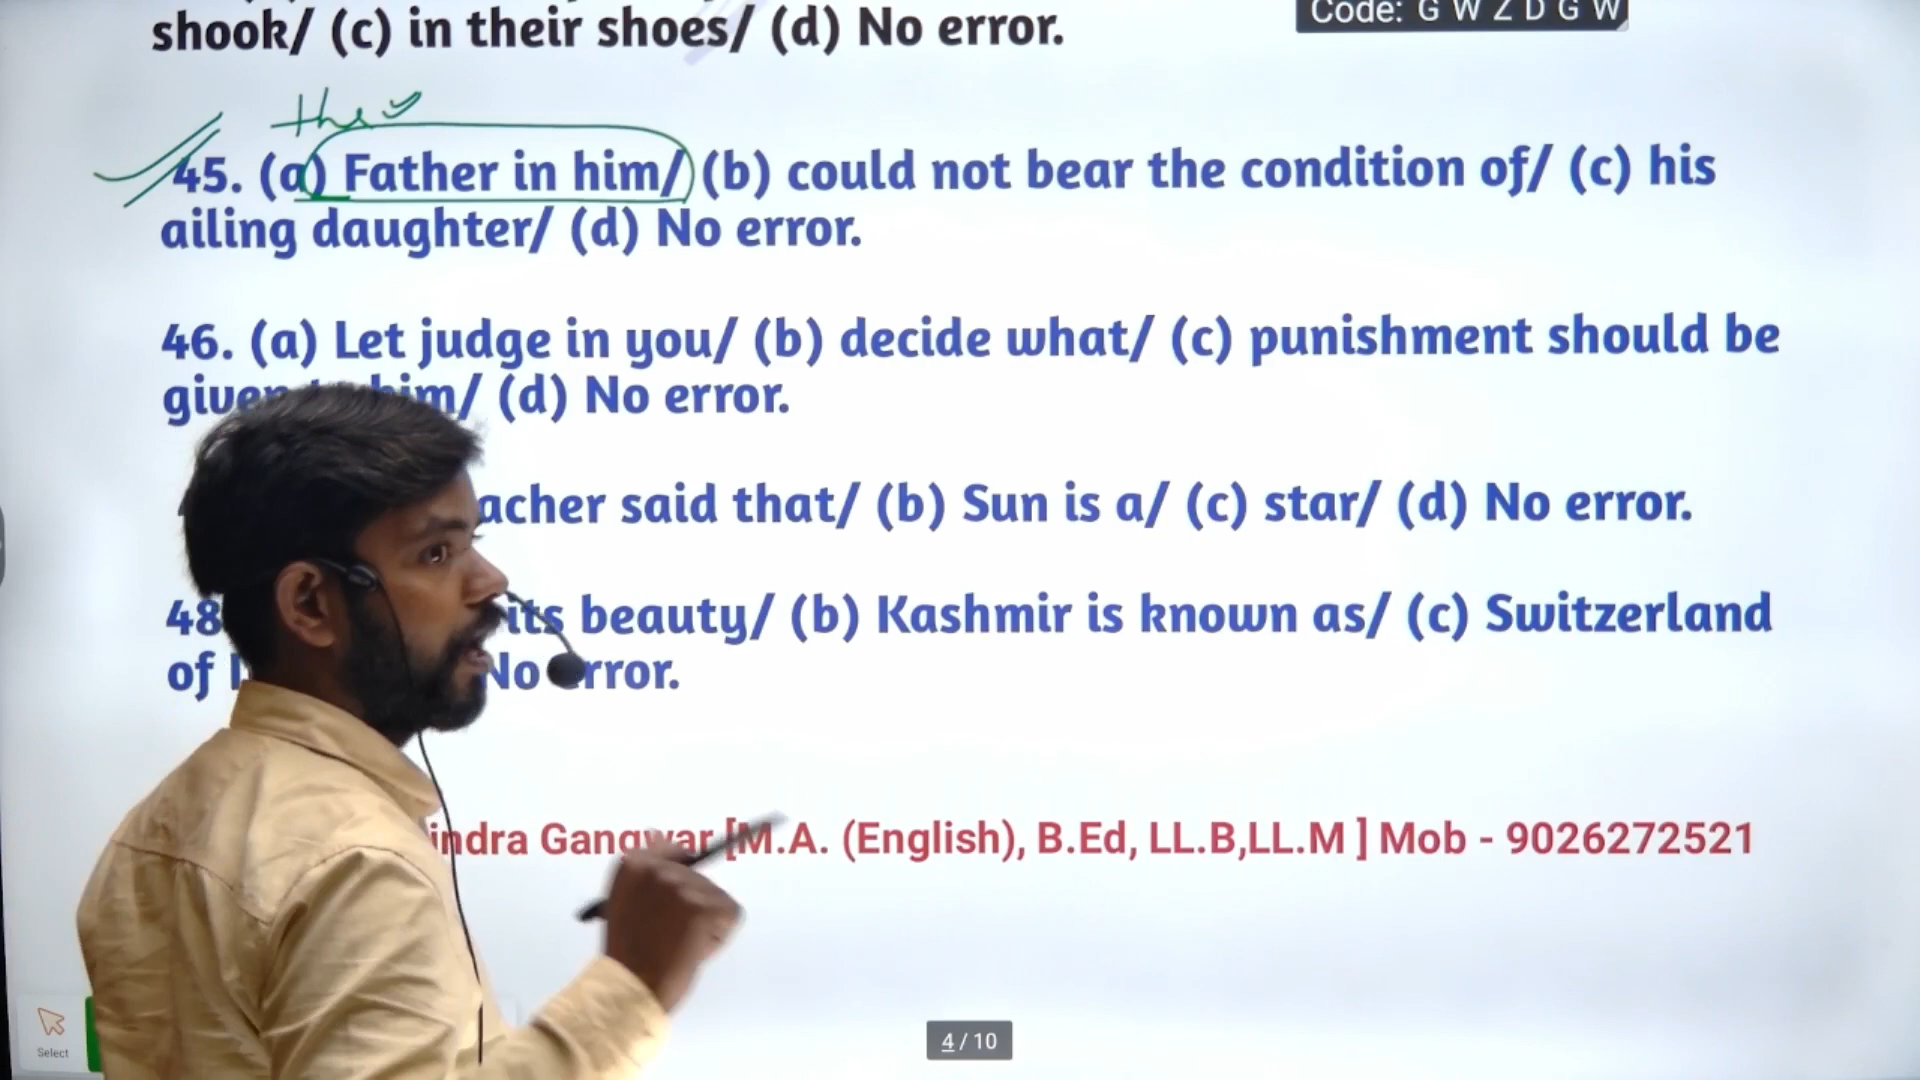 shook/ (c) in their shoes/ (d) No error.
Code: G W Z D G W
the
45. (a) Father in him/ (b) could not bear the condition of/ (c) his
ailing daughter/ (d) No error.
46. (a) Let judge in you/ (b) decide what/ (c) punishment should be
given him/ (d) No error.
acher said that/ (b) Sun is a/ (c) star/ (d) No error.
48 its beauty/ (b) Kashmir is known as/ (c) Switzerland
of No error.
indra Gangwar [M.A. (English), B.Ed, LL.B,LL.M ] Mob - 9026272521
Select
4 / 10